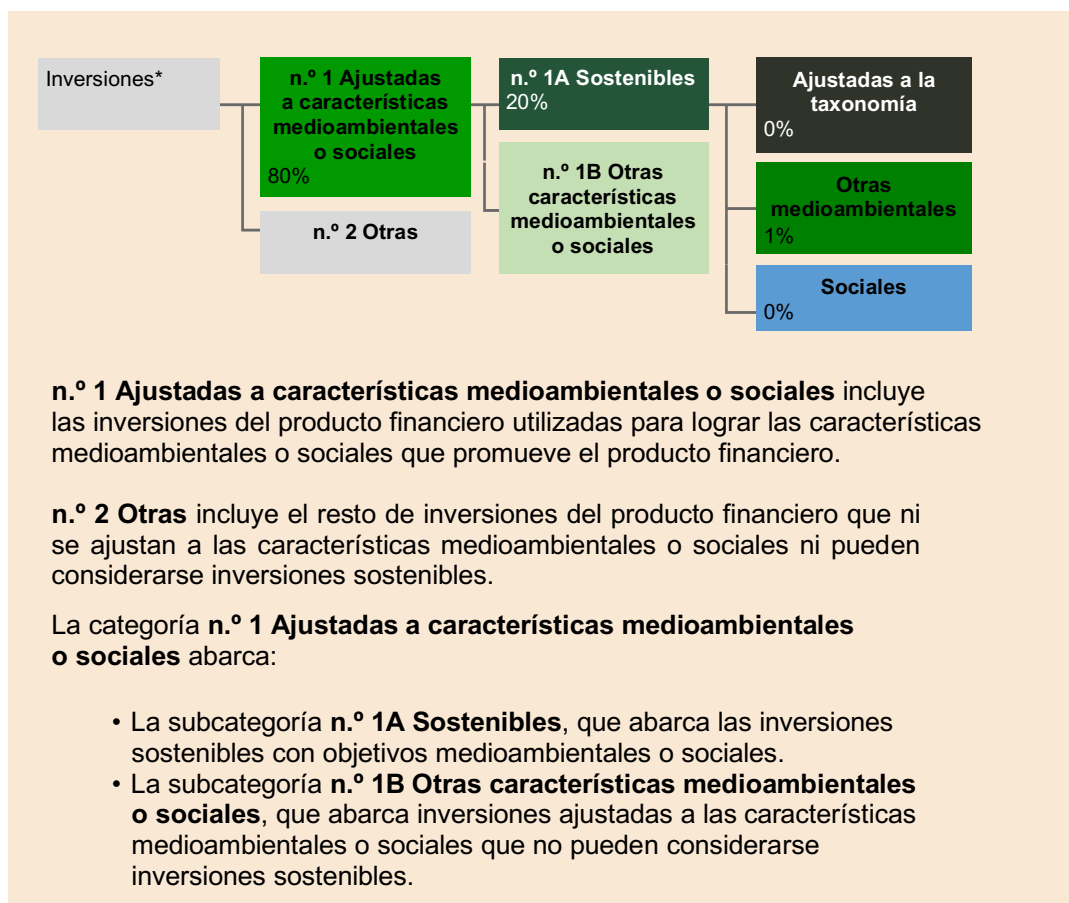 Inversiones*
n.º 1 Ajustadas
a características
medioambientales
o sociales
80%
n.º 2 Otras
n.º 1A Sostenibles
20%
n.º 1B Otras
características
medioambientales
o sociales
Ajustadas a la
taxonomía
0%
Otras
medioambientales
1%
Sociales
0%
n.º 1 Ajustadas a características medioambientales o sociales incluye
las inversiones del producto financiero utilizadas para lograr las características
medioambientales o sociales que promueve el producto financiero.
n.º 2 Otras incluye el resto de inversiones del producto financiero que ni
se ajustan a las características medioambientales o sociales ni pueden
considerarse inversiones sostenibles.
La categoría n.º 1 Ajustadas a características medioambientales
o sociales abarca:
• La subcategoría n.º 1A Sostenibles, que abarca las inversiones
sostenibles con objetivos medioambientales o sociales.
• La subcategoría n.º 1B Otras características medioambientales
o sociales, que abarca inversiones ajustadas a las características
medioambientales o sociales que no pueden considerarse
inversiones sostenibles.